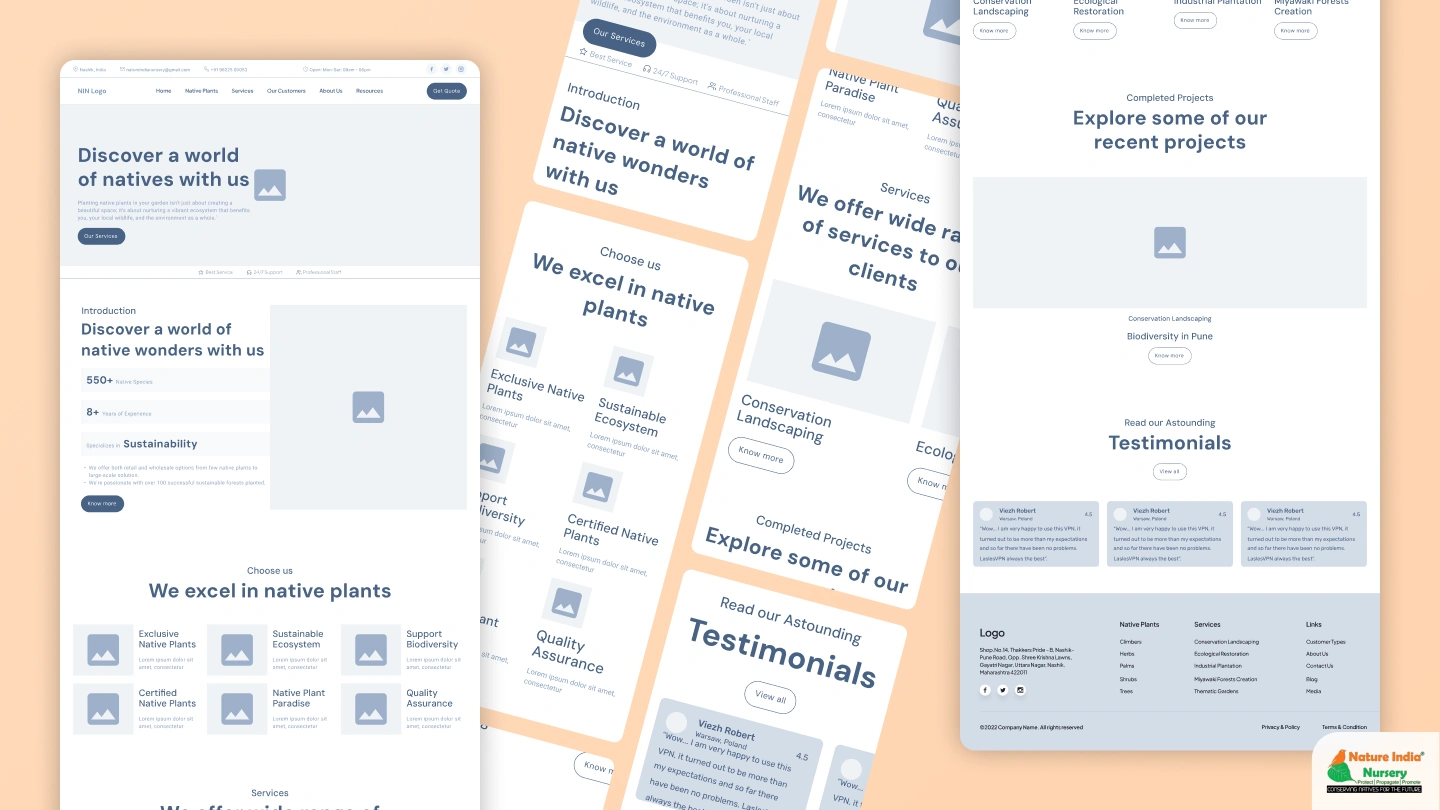 Nashik, India
Open: Mon-Sat: 09am - 06pm
NIN Logo
Home
Native Plants
Services
Our Customers
About Us
Resources
Get Quote
Discover a world
of natives with us
Planting native plants in your garden isn't just about creating a
beautiful space; it's about nurturing a vibrant ecosystem that benefits
you, your local wildlife, and the environment as a whole.
Our Services
Best Service
24/7 Support
Professional Staff
Introduction
Discover a world of
native wonders with us
550+ Native Species
8+ Years of Experience
Specializes in Sustainability
• We offer both retail and wholesale options from few native plants to
large-scale solution.
• We're passionate with over 100 successful sustainable forests planted.
Know more
Choose us
We excel in native plants
Exclusive
Native Plants
Lorem ipsum dolor sit
amet, consectetur
Sustainable
Ecosystem
Lorem ipsum dolor sit
amet, consectetur
Support
Biodiversity
Lorem ipsum dolor sit
amet, consectetur
Certified
Native Plants
Lorem ipsum dolor sit
amet, consectetur
Native Plant
Paradise
Lorem ipsum dolor sit
amet, consectetur
Quality
Assurance
Lorem ipsum dolor sit
amet, consectetur
Services
space; it's about nurturing a
ecosystem that benefits you, your local
wildlife, and the environment as a whole.'
Our Services
Best Service
24/7 Support
Professional Staff
Introduction
Discover a world of
native wonders
with us
Choose us
We excel in native
plants
Exclusive Native
Plants
Lorem ipsum dolor sit amet,
consectetur
Sustainable
Ecosystem
Lorem ipsum dolor sit amet,
consectetur
Certified Native
Plants
Lorem ipsum dolor sit amet,
consectetur
Quality
Assurance
Lorem ipsum dolor sit amet,
consectetur
Native Plant
Paradise
Lorem ipsum dolor sit amet,
consectetur
Services
We offer wide ra
of services to ou
clients
Conservation
Landscaping
Know more
Completed Projects
Explore some of our
Read our Astounding
Testimonials
View all
Viezh Robert
Warsaw, Poland
4.5
"Wow... I am very happy to use this
VPN, it turned out to be more than
my expectations and so far there
have been no problems. LaslesVPN
always the best
Conservation
Landscaping
Know more
Ecological
Restoration
Know more
Industrial Plantation
Know more
Miyawaki Forests
Creation
Know more
Completed Projects
Explore some of our
recent projects
Conservation Landscaping
Biodiversity in Pune
Know more
Read our Astounding
Testimonials
View all
Viezh Robert
Warsaw, Poland
4.5
"Wow... I am very happy to use this VPN, it
turned out to be more than my expectations
and so far there have been no problems.
LaslesVPN always the best".
Viezh Robert
Warsaw, Poland
4.5
"Wow... I am very happy to use this VPN, it
turned out to be more than my expectations
and so far there have been no problems.
LaslesVPN always the best".
Viezh Robert
Warsaw, Poland
4.5
"Wow... I am very happy to use this VPN, it
turned out to be more than my expectations
and so far there have been no problems.
LaslesVPN always the best".
Logo
Shop.No.14, Thakkers Pride - B, Nashik-
Pune Road, Opp. Shree Krishna Lawns,
Gayatri Nagar, Uttara Nagar, Nashik,
Maharashtra 422011
Native Plants
Climbers
Herbs
Palms
Shrubs
Trees
Services
Conservation Landscaping
Ecological Restoration
Industrial Plantation
Miyawaki Forests Creation
Thematic Gardens
Links
Customer Types
About Us
Contact Us
Blog
Media
©2022 Company Name. All rights reserved
Privacy & Policy
Terms & Condition
Nature India®
Nursery
Protect | Propagate | Promote
CONSERVING NATIVES FOR THE FUTURE